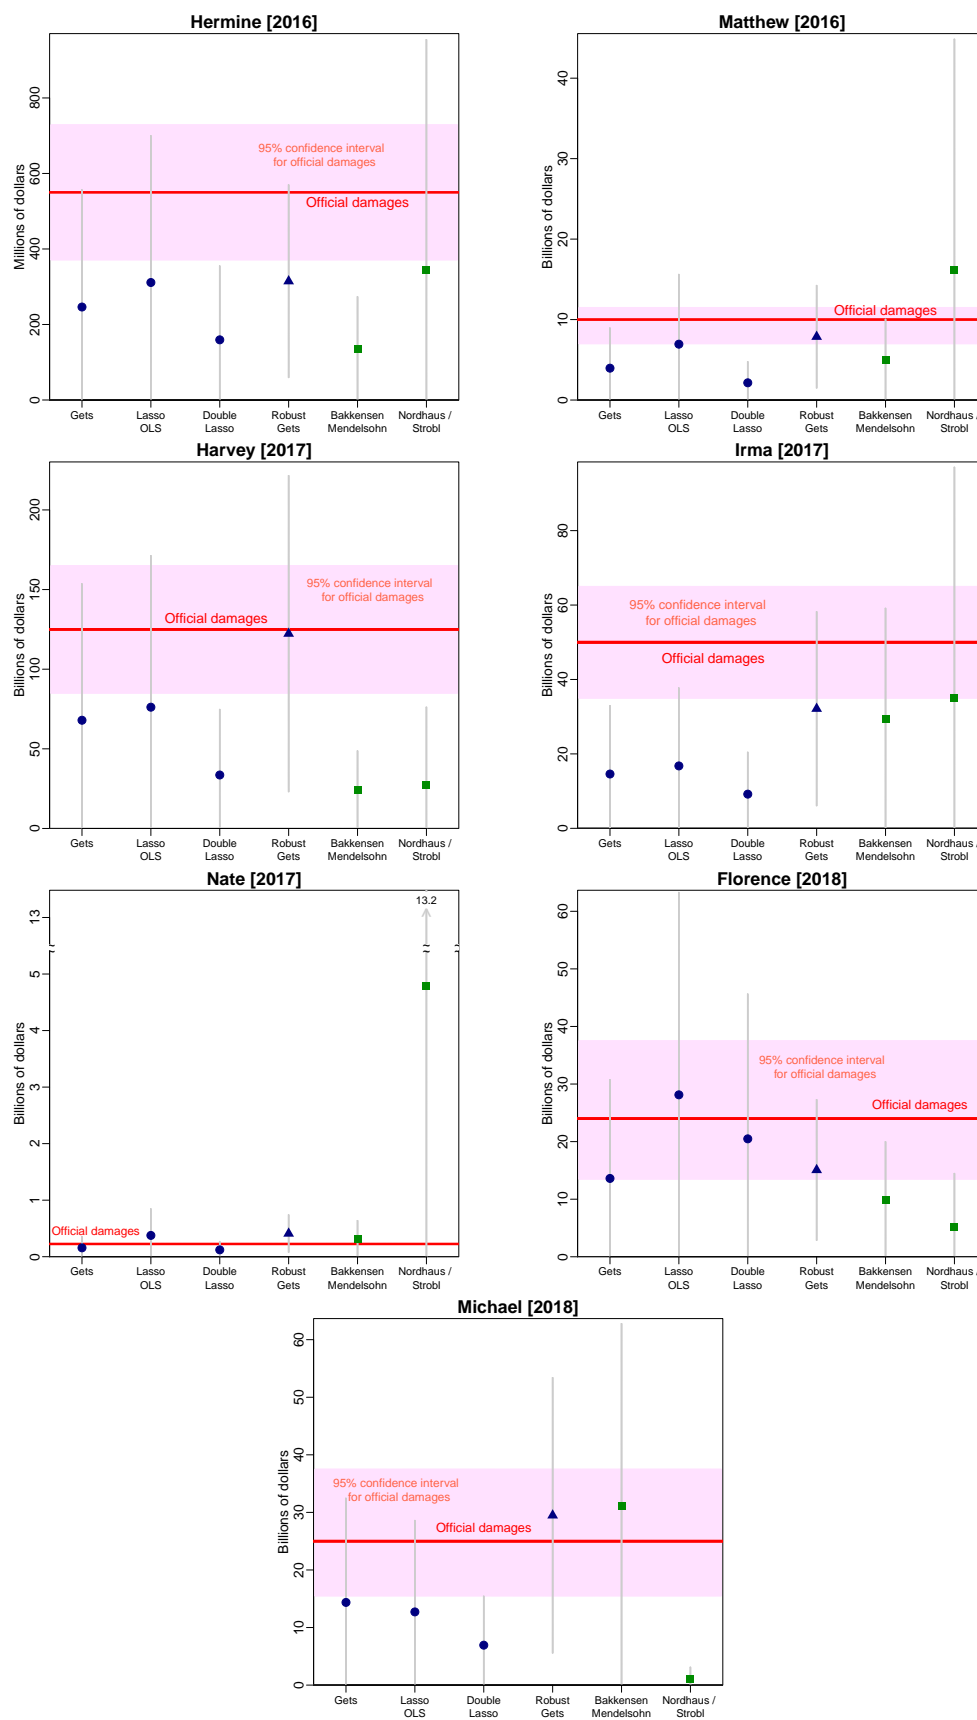 Hermine [2016]
Millions of dollars
800
600
400
200
0
95% confidence interval
for official damages
Official damages
Gets
Lasso
OLS
Double
Lasso
Robust
Gets
Bakkensen
Mendelsohn
Nordhaus /
Strobl
Matthew [2016]
Billions of dollars
40
30
20
10
0
Official damages
Gets
Lasso
OLS
Double
Lasso
Robust
Gets
Bakkensen
Mendelsohn
Nordhaus /
Strobl
Harvey [2017]
Billions of dollars
200
150
100
50
0
95% confidence interval
for official damages
Official damages
Gets
Lasso
OLS
Double
Lasso
Robust
Gets
Bakkensen
Mendelsohn
Nordhaus /
Strobl
Irma [2017]
Billions of dollars
80
60
40
20
0
95% confidence interval
for official damages
Official damages
Gets
Lasso
OLS
Double
Lasso
Robust
Gets
Bakkensen
Mendelsohn
Nordhaus /
Strobl
Nate [2017]
Billions of dollars
13
5
4
3
2
1
0
13.2
Official damages
Gets
Lasso
OLS
Double
Lasso
Robust
Gets
Bakkensen
Mendelsohn
Nordhaus /
Strobl
Florence [2018]
Billions of dollars
60
50
40
30
20
10
0
95% confidence interval
for official damages
Official damages
Gets
Lasso
OLS
Double
Lasso
Robust
Gets
Bakkensen
Mendelsohn
Nordhaus /
Strobl
Michael [2018]
Billions of dollars
60
50
40
30
20
10
0
95% confidence interval
for official damages
Official damages
Gets
Lasso
OLS
Double
Lasso
Robust
Gets
Bakkensen
Mendelsohn
Nordhaus /
Strobl